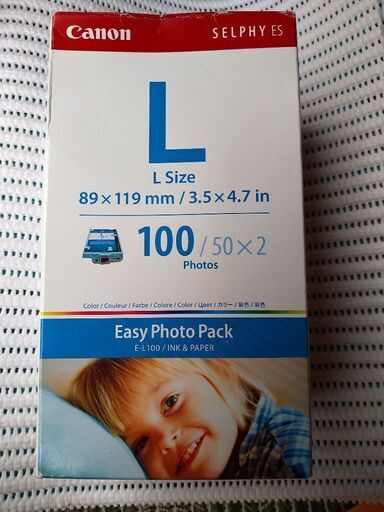 Canon
SELPHY ES
L
L Size
89×119 mm / 3.5×4.7 in
100 / 50×2
Photos
Color / Couleur / Farbe / Colore / Color / Цвет / カラー / 彩色 / 彩色
Easy Photo Pack
E-L100 / INK & PAPER